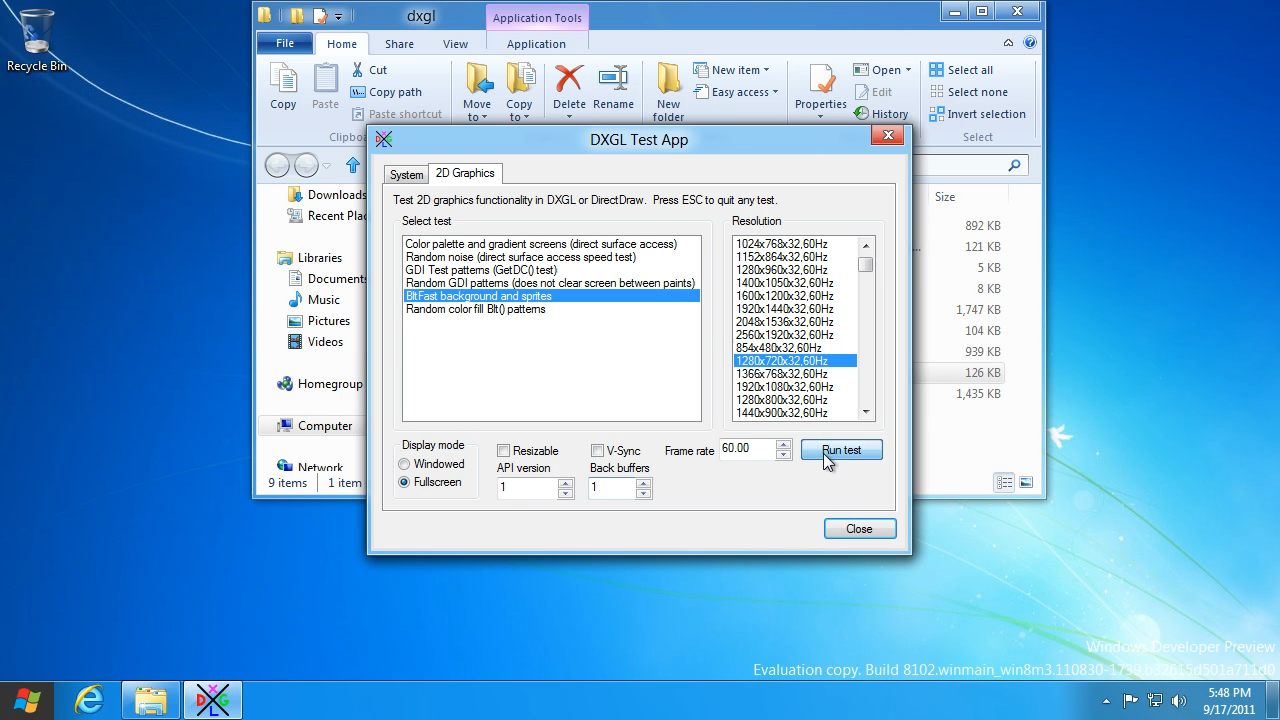 Recycle Bin
dxgl
Application Tools
File
Home
Share
View
Application
Copy
Paste
Cut
Copy path
Paste shortcut
Move to
Copy to
Delete
Rename
New folder
New item
Easy access
Properties
Open
Edit
History
Select all
Select none
Invert selection
Select
Downloads
Recent
Libraries
Documents
Music
Pictures
Videos
Homegroup
Computer
Network
9 items
1 item
Size
892 KB
121 KB
5 KB
8 KB
1,747 KB
104 KB
939 KB
126 KB
1,435 KB
DXGL Test App
System
2D Graphics
Test 2D graphics functionality in DXGL or DirectDraw. Press ESC to quit any test.
Select test
Color palette and gradient screens (direct surface access)
Random noise (direct surface access speed test)
GDI Test patterns (GetDC() test)
Random GDI patterns (does not clear screen between paints)
BltFast background and sprites
Random color fill Blt() patterns
Resolution
1024x768x32,60Hz
1152x864x32,60Hz
1280x960x32,60Hz
1400x1050x32,60Hz
1600x1200x32,60Hz
1920x1440x32,60Hz
2048x1536x32,60Hz
2560x1920x32,60Hz
854x480x32,60Hz
1280x720x32,60Hz
1366x768x32,60Hz
1920x1080x32,60Hz
1280x800x32,60Hz
1440x900x32,60Hz
Display mode
Windowed
Fullscreen
Resizable
V-Sync
Frame rate
60.00
Run test
API version
1
Back buffers
1
Close
Windows Developer Preview
Evaluation copy. Build 8102.winmain_win8m3.110830-1739.b32615d501a711d0
DXGL
5:48 PM
9/17/2011